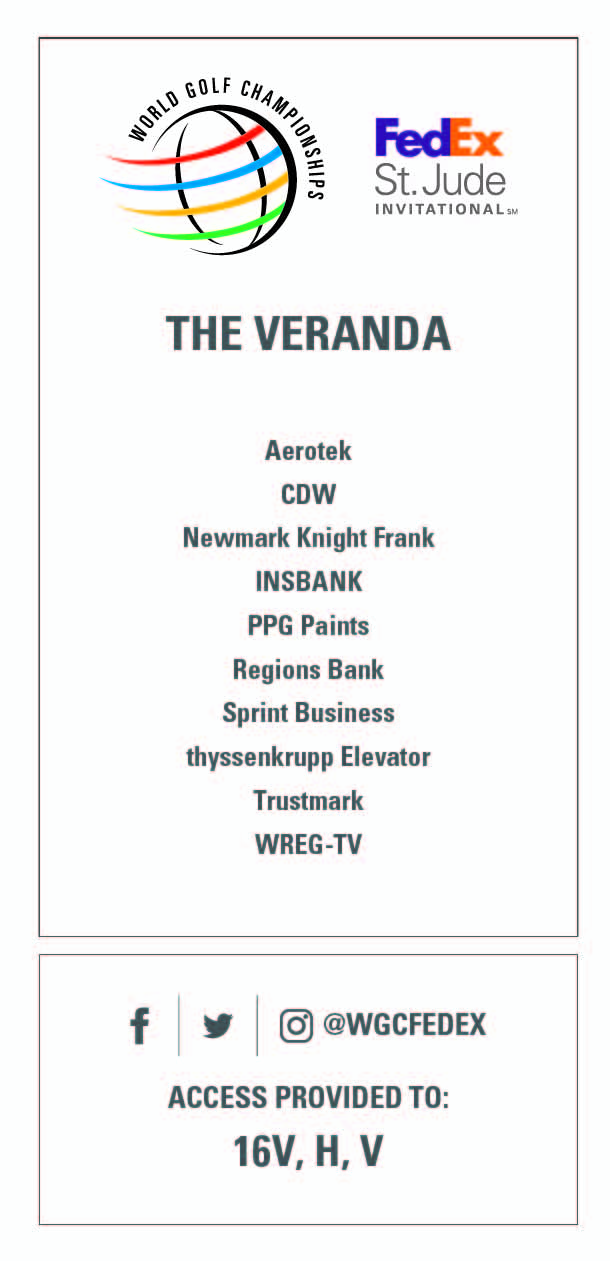 WORLD GOLF CHAMPIONSHIPS
FedEx
St. Jude
INVITATIONAL SM
THE VERANDA
Aerotek
CDW
Newmark Knight Frank
INSBANK
PPG Paints
Regions Bank
Sprint Business
thyssenkrupp Elevator
Trustmark
WREG-TV
@WGCFEDEX
ACCESS PROVIDED TO:
16V, H, V